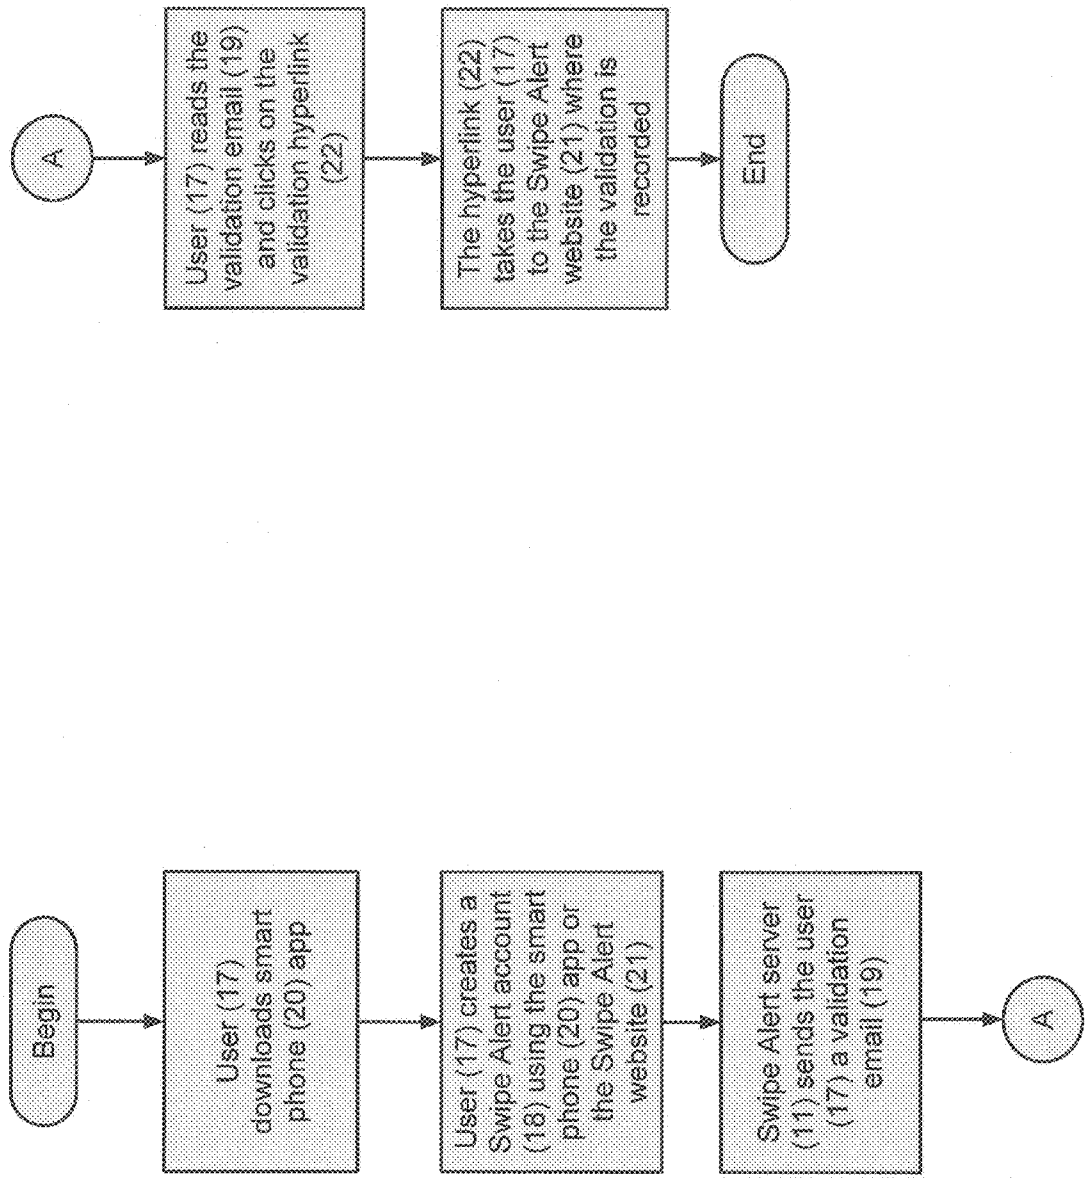 Begin
User (17)
downloads smart
phone (20) app
User (17) creates a
Swipe Alert account
(18) using the smart
phone (20) app or
the Swipe Alert
website (21)
Swipe Alert server
(11) sends the user
(17) a validation
email (19)
A
A
User (17) reads the
validation email (19)
and clicks on the
validation hyperlink
(22)
The hyperlink (22)
takes the user (17)
to the Swipe Alert
website (21) where
the validation is
recorded
End